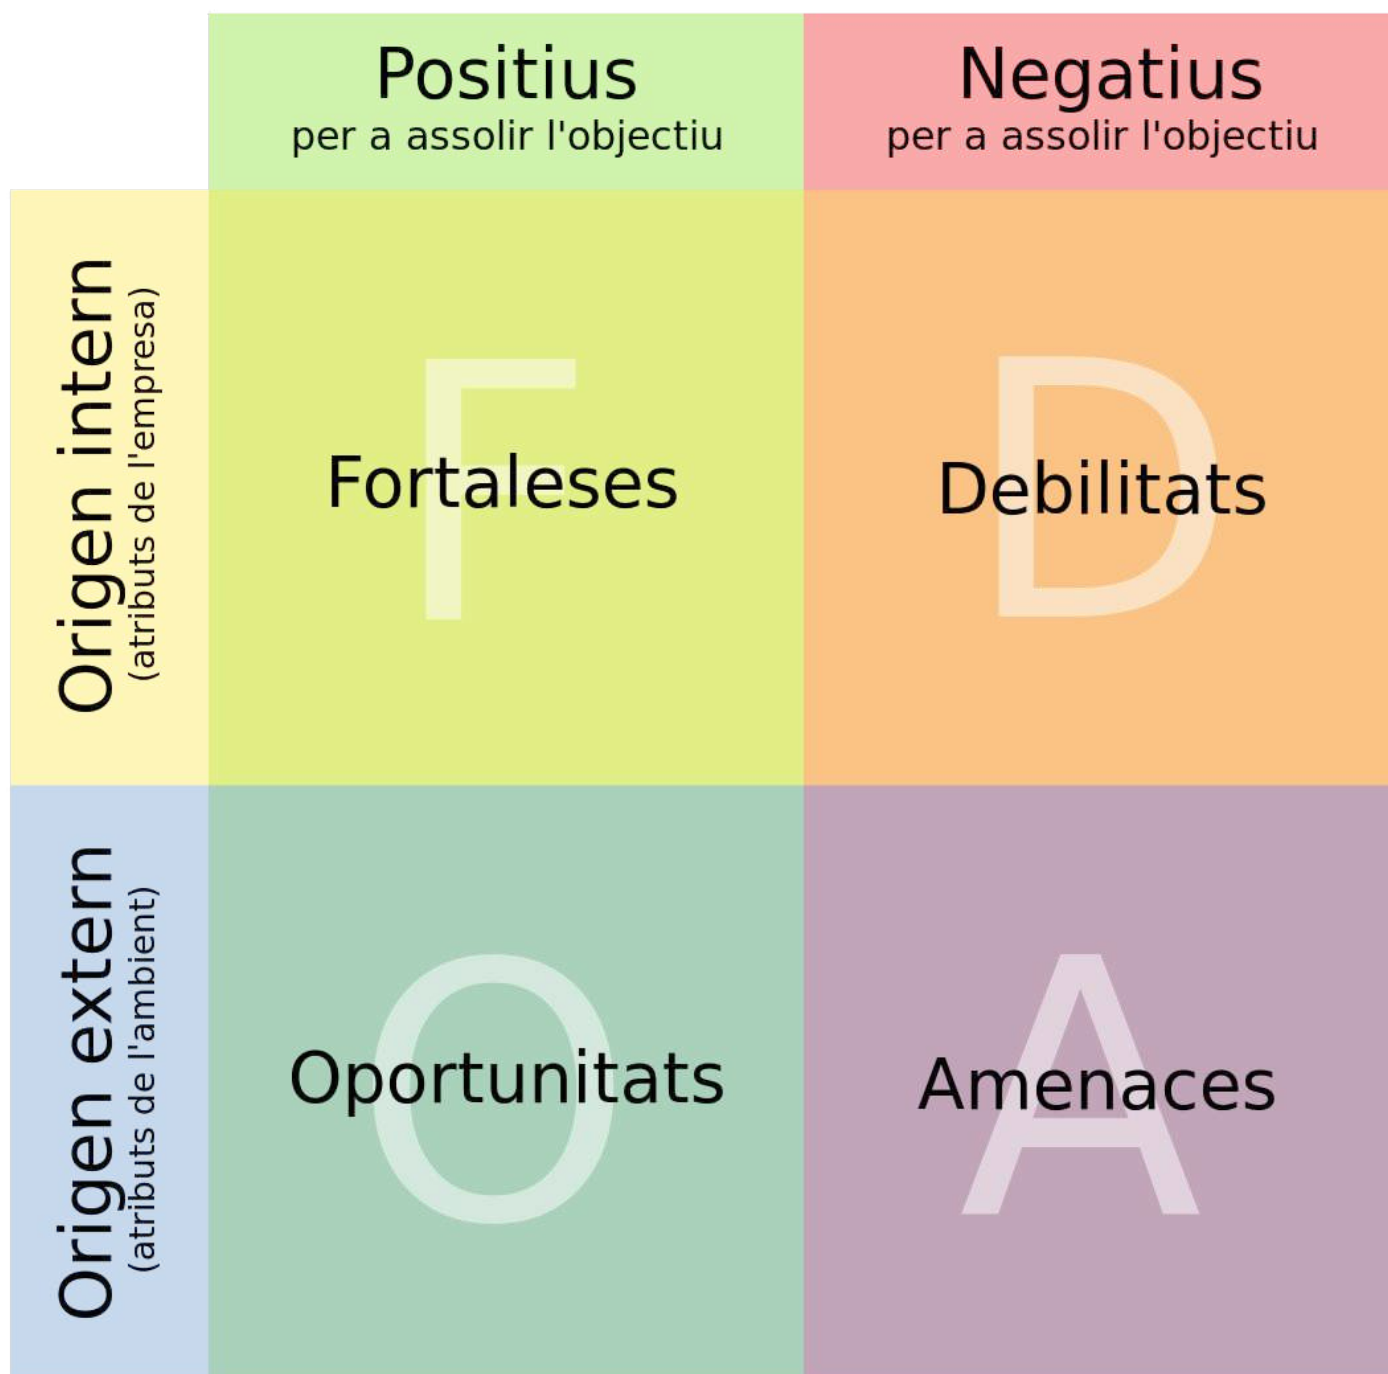 Positius
per a assolir l'objectiu
Negatius
per a assolir l'objectiu
Origen intern
(atributs de l'empresa)
F
Fortaleses
D
Debilitats
Origen extern
(atributs de l'ambient)
O
Oportunitats
A
Amenaces